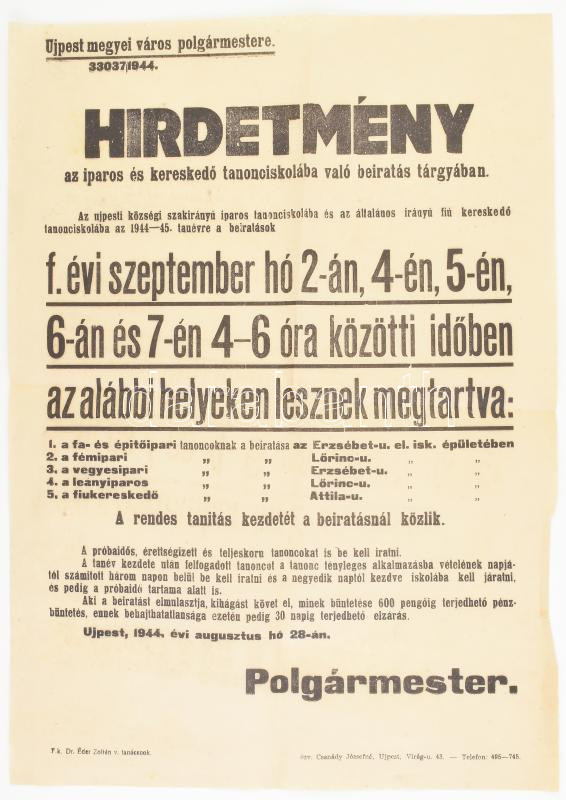 Ujpest megyei város polgármestere.
33037/1944.
HIRDETMÉNY
az iparos és kereskedő tanonciskolába való beiratás tárgyában.
Az ujpesti községi szakirányú iparos tanonciskolába és az általános irányú fiú kereskedő
tanonciskolába az 1944—45. tanévre a beiratások
f. évi szeptember hó 2-án, 4-én, 5-én,
6-án és 7-én 4–6 óra közötti időben
az alábbi helyeken lesznek megtartva:
1. a fa- és épitőipari tanoncoknak a beiratása az Erzsébet-u. el. isk. épületében
2. a fémipari „ „ Lőrinc-u. „ „
3. a vegyesipari „ „ Erzsébet-u. „ „
4. a leányiparos „ „ Lőrinc-u. „ „
5. a fiukereskedő „ „ Attila-u. „ „
A rendes tanitás kezdetét a beiratásnál közlik.
A próbaidős, érettségizett és teljeskoru tanoncokat is be kell iratni.
A tanév kezdete után felfogadott tanoncot a tanonc tényleges alkalmazásba vételének napjá-
tól számított három napon belül be kell iratni és a negyedik naptól kezdve iskolába kell járatni,
és pedig a próbaidő tartama alatt is.
Aki a beiratást elmulasztja, kihágást követ el, minek büntetése 600 pengőig terjedhető pénz-
büntetés, ennek behajthatatlansága ezetén pedig 30 napig terjedhető elzárás.
Ujpest, 1944. évi augusztus hó 28-án.
Polgármester.
F. k. Dr. Éder Zoltán v. tanácsnok.
özv. Csanády Józsefné, Ujpest, Virág-u. 43. — Telefon: 495—745.